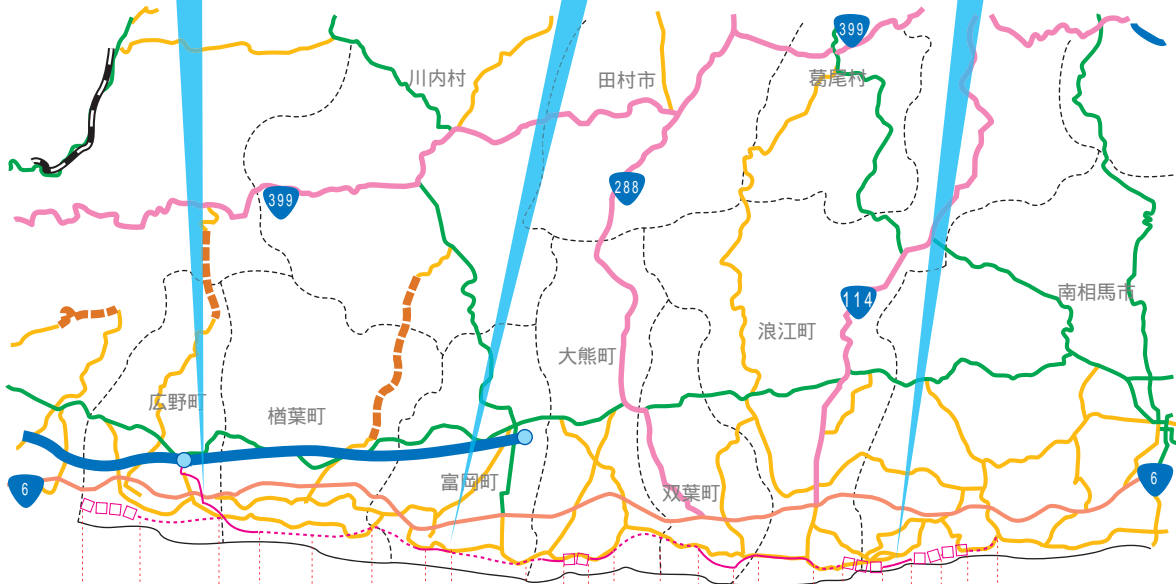 399
川内村
田村市
葛尾村
399
288
114
南相馬市
浪江町
大熊町
広野町
楢葉町
富岡町
双葉町
6
6